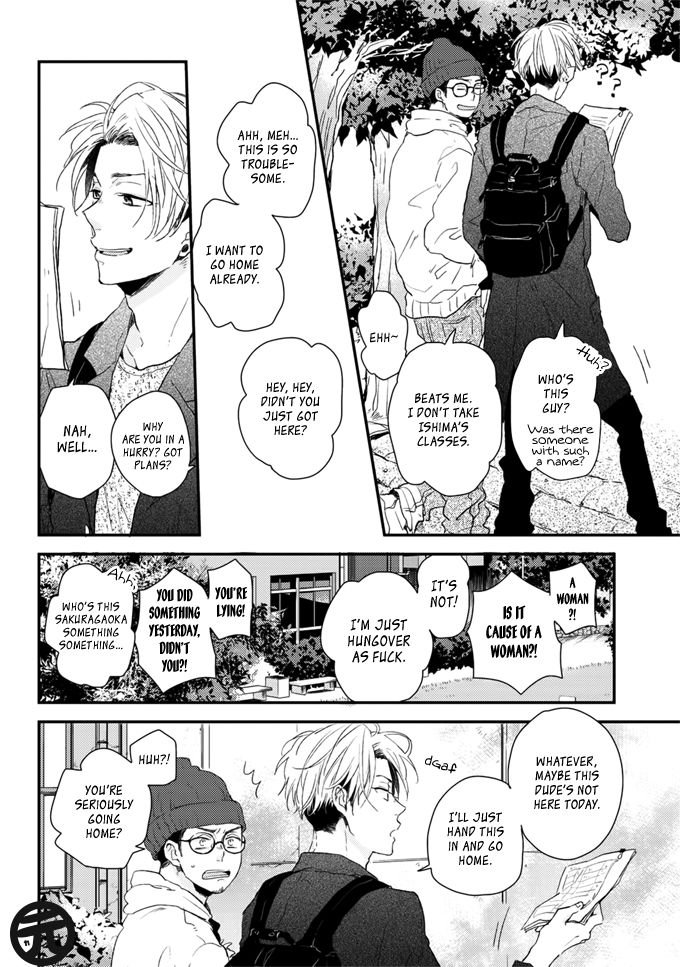 ? ?
Huh?
WHO'S
THIS
GUY?
Was there
someone
with such
a name?
EHH~
BEATS ME.
I DON'T TAKE
ISHIMA'S
CLASSES.
AHH, MEH...
THIS IS SO
TROUBLE-
SOME.
I WANT TO
GO HOME
ALREADY.
HEY, HEY,
DIDN'T YOU
JUST GOT
HERE?
WHY
ARE YOU IN A
HURRY? GOT
PLANS?
NAH,
WELL...
A
WOMAN
?!
IS IT
CAUSE OF A
WOMAN?!
IT'S
NOT!
I'M JUST
HUNGOVER
AS FUCK.
YOU'RE
LYING!
YOU DID
SOMETHING
YESTERDAY,
DIDN'T
YOU?!
Ahh
WHO'S THIS
SAKURAGAOKA
SOMETHING
SOMETHING...
WHATEVER,
MAYBE THIS
DUDE'S NOT
HERE TODAY.
dGaf
I'LL JUST
HAND THIS
IN AND GO
HOME.
HUH?!
YOU'RE
SERIOUSLY
GOING
HOME?
元
11